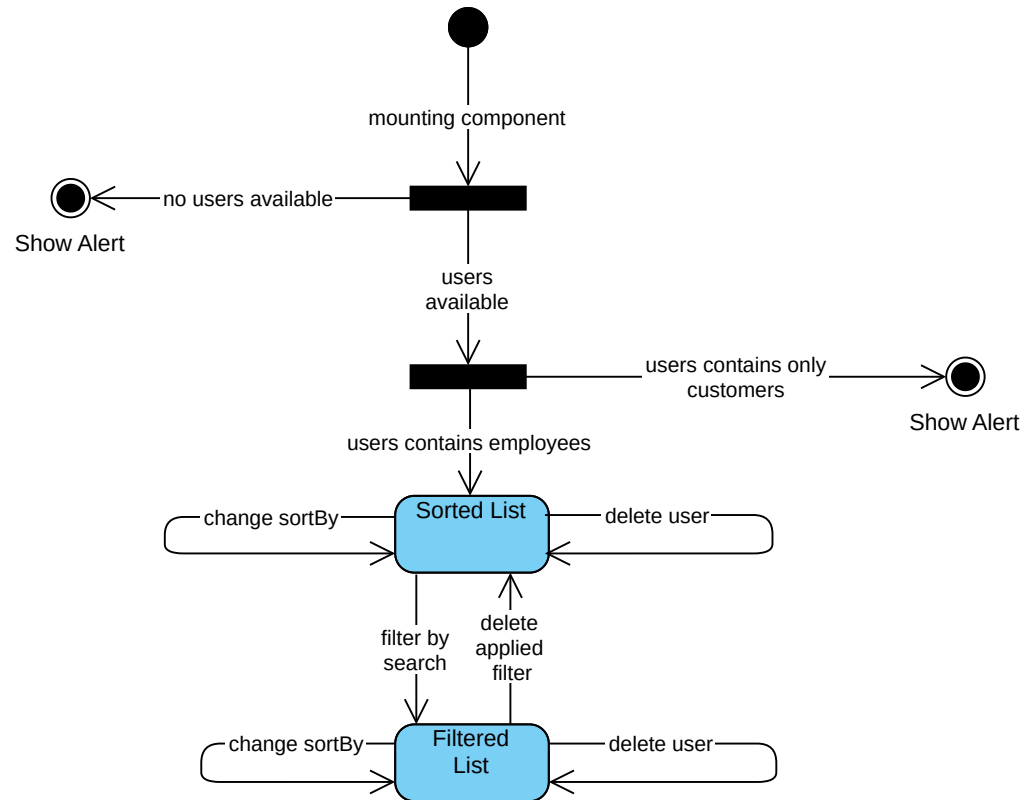 mounting component
no users available
Show Alert
users
available
users contains only
customers
Show Alert
users contains employees
Sorted List
change sortBy
delete user
filter by
search
delete
applied
filter
Filtered
List
change sortBy
delete user